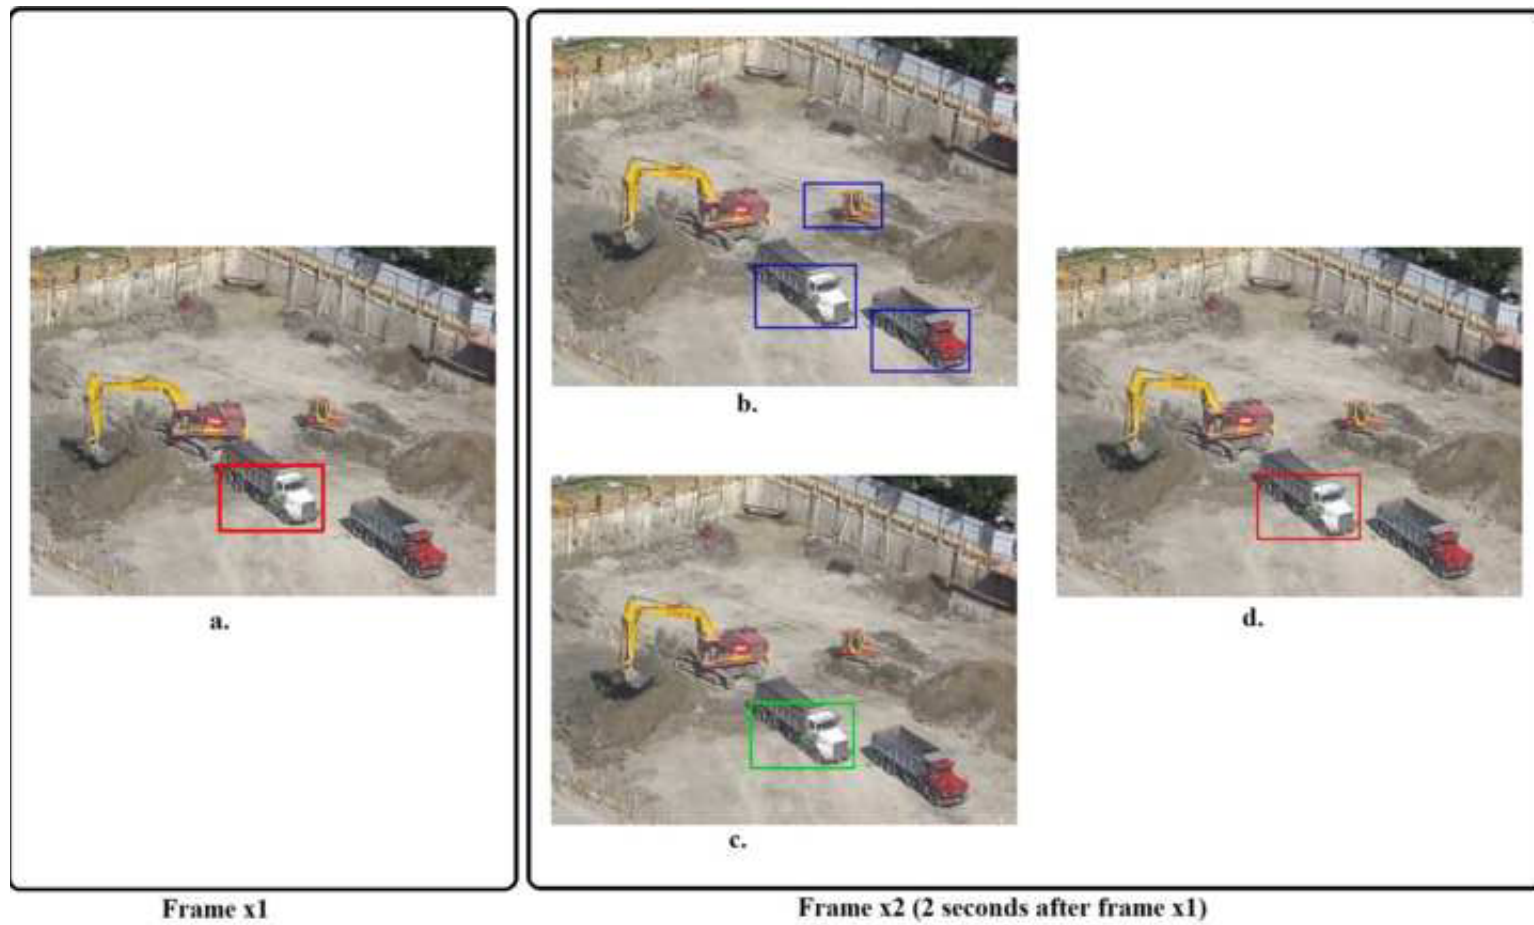 b.
a.
d.
c.
Frame x1
Frame x2 (2 seconds after frame x1)